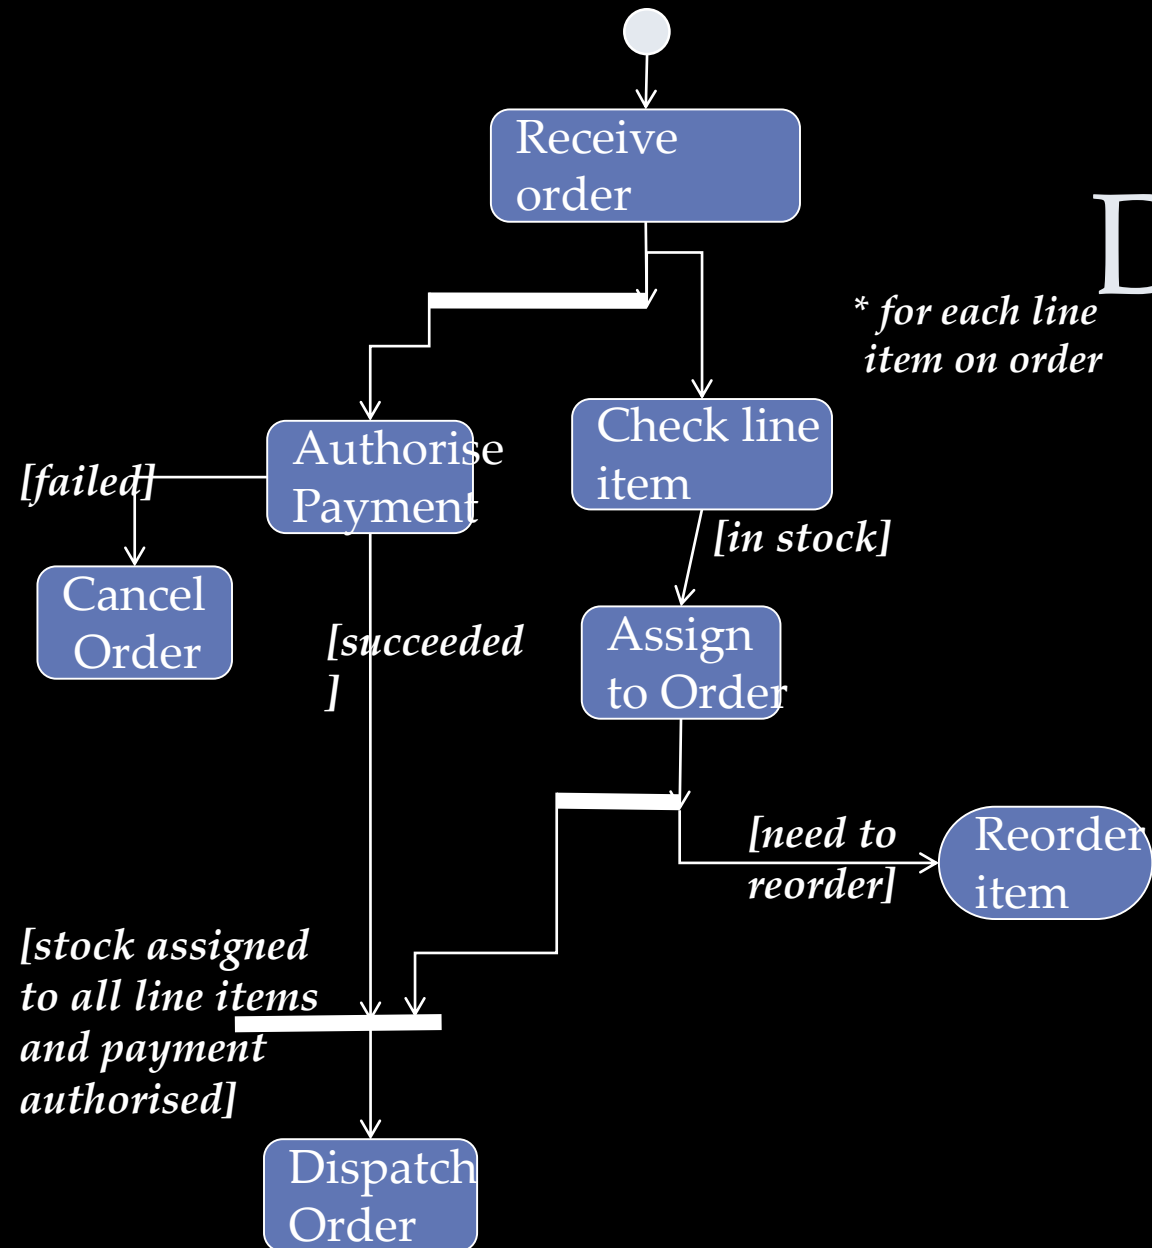 Receive
order
D
* for each line
item on order
Authorise
Payment
Check line
item
[failed]
[in stock]
Cancel
Order
[succeeded
]
Assign
to Order
[need to
reorder]
Reorder
item
[stock assigned
to all line items
and payment
authorised]
Dispatch
Order